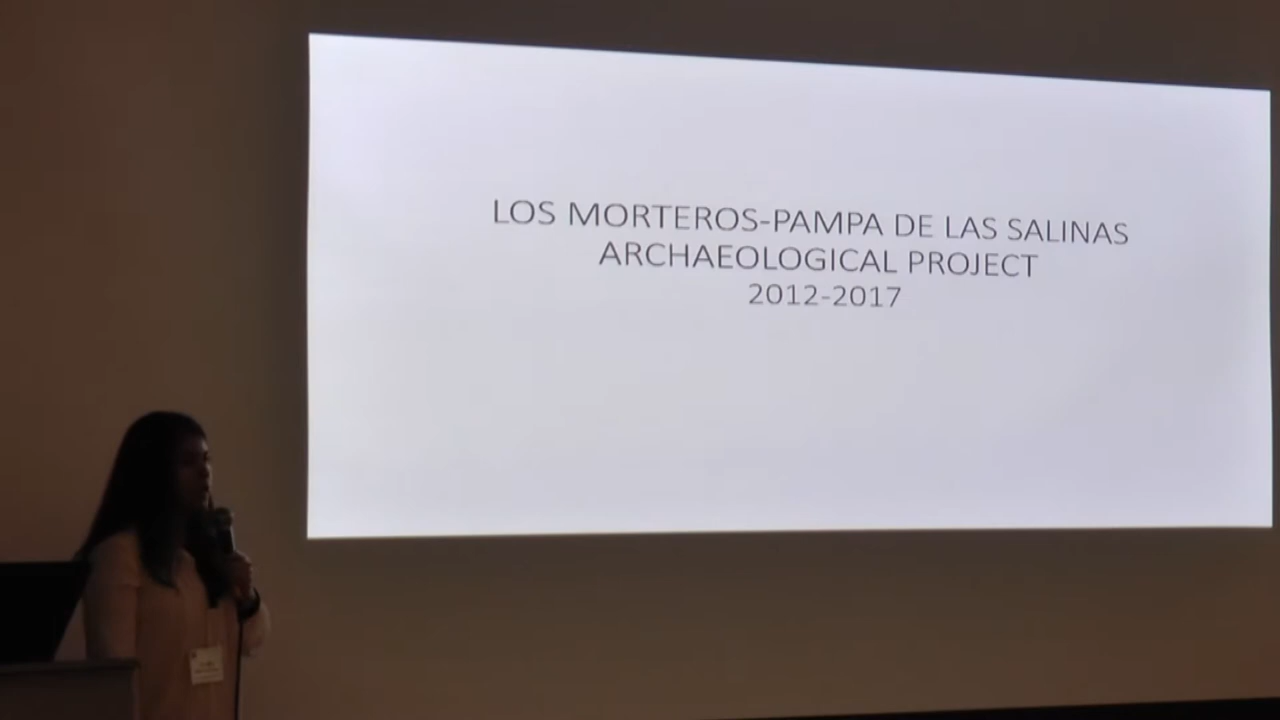 LOS MORTEROS-PAMPA DE LAS SALINAS
ARCHAEOLOGICAL PROJECT
2012-2017